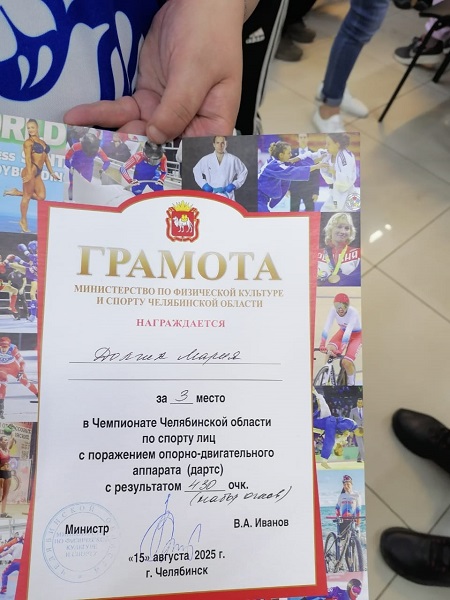 ORLD
ГРАМОТА
МИНИСТЕРСТВО ПО ФИЗИЧЕСКОЙ КУЛЬТУРЕ
И СПОРТУ ЧЕЛЯБИНСКОЙ ОБЛАСТИ
НАГРАЖДАЕТСЯ
Долгих Мария
за 3 место
в Чемпионате Челябинской области
по спорту лиц
с поражением опорно-двигательного
аппарата (дартс)
с результатом 430 очк.
(набор очков)
Министр В.А. Иванов
«15» августа 2025 г.
г. Челябинск